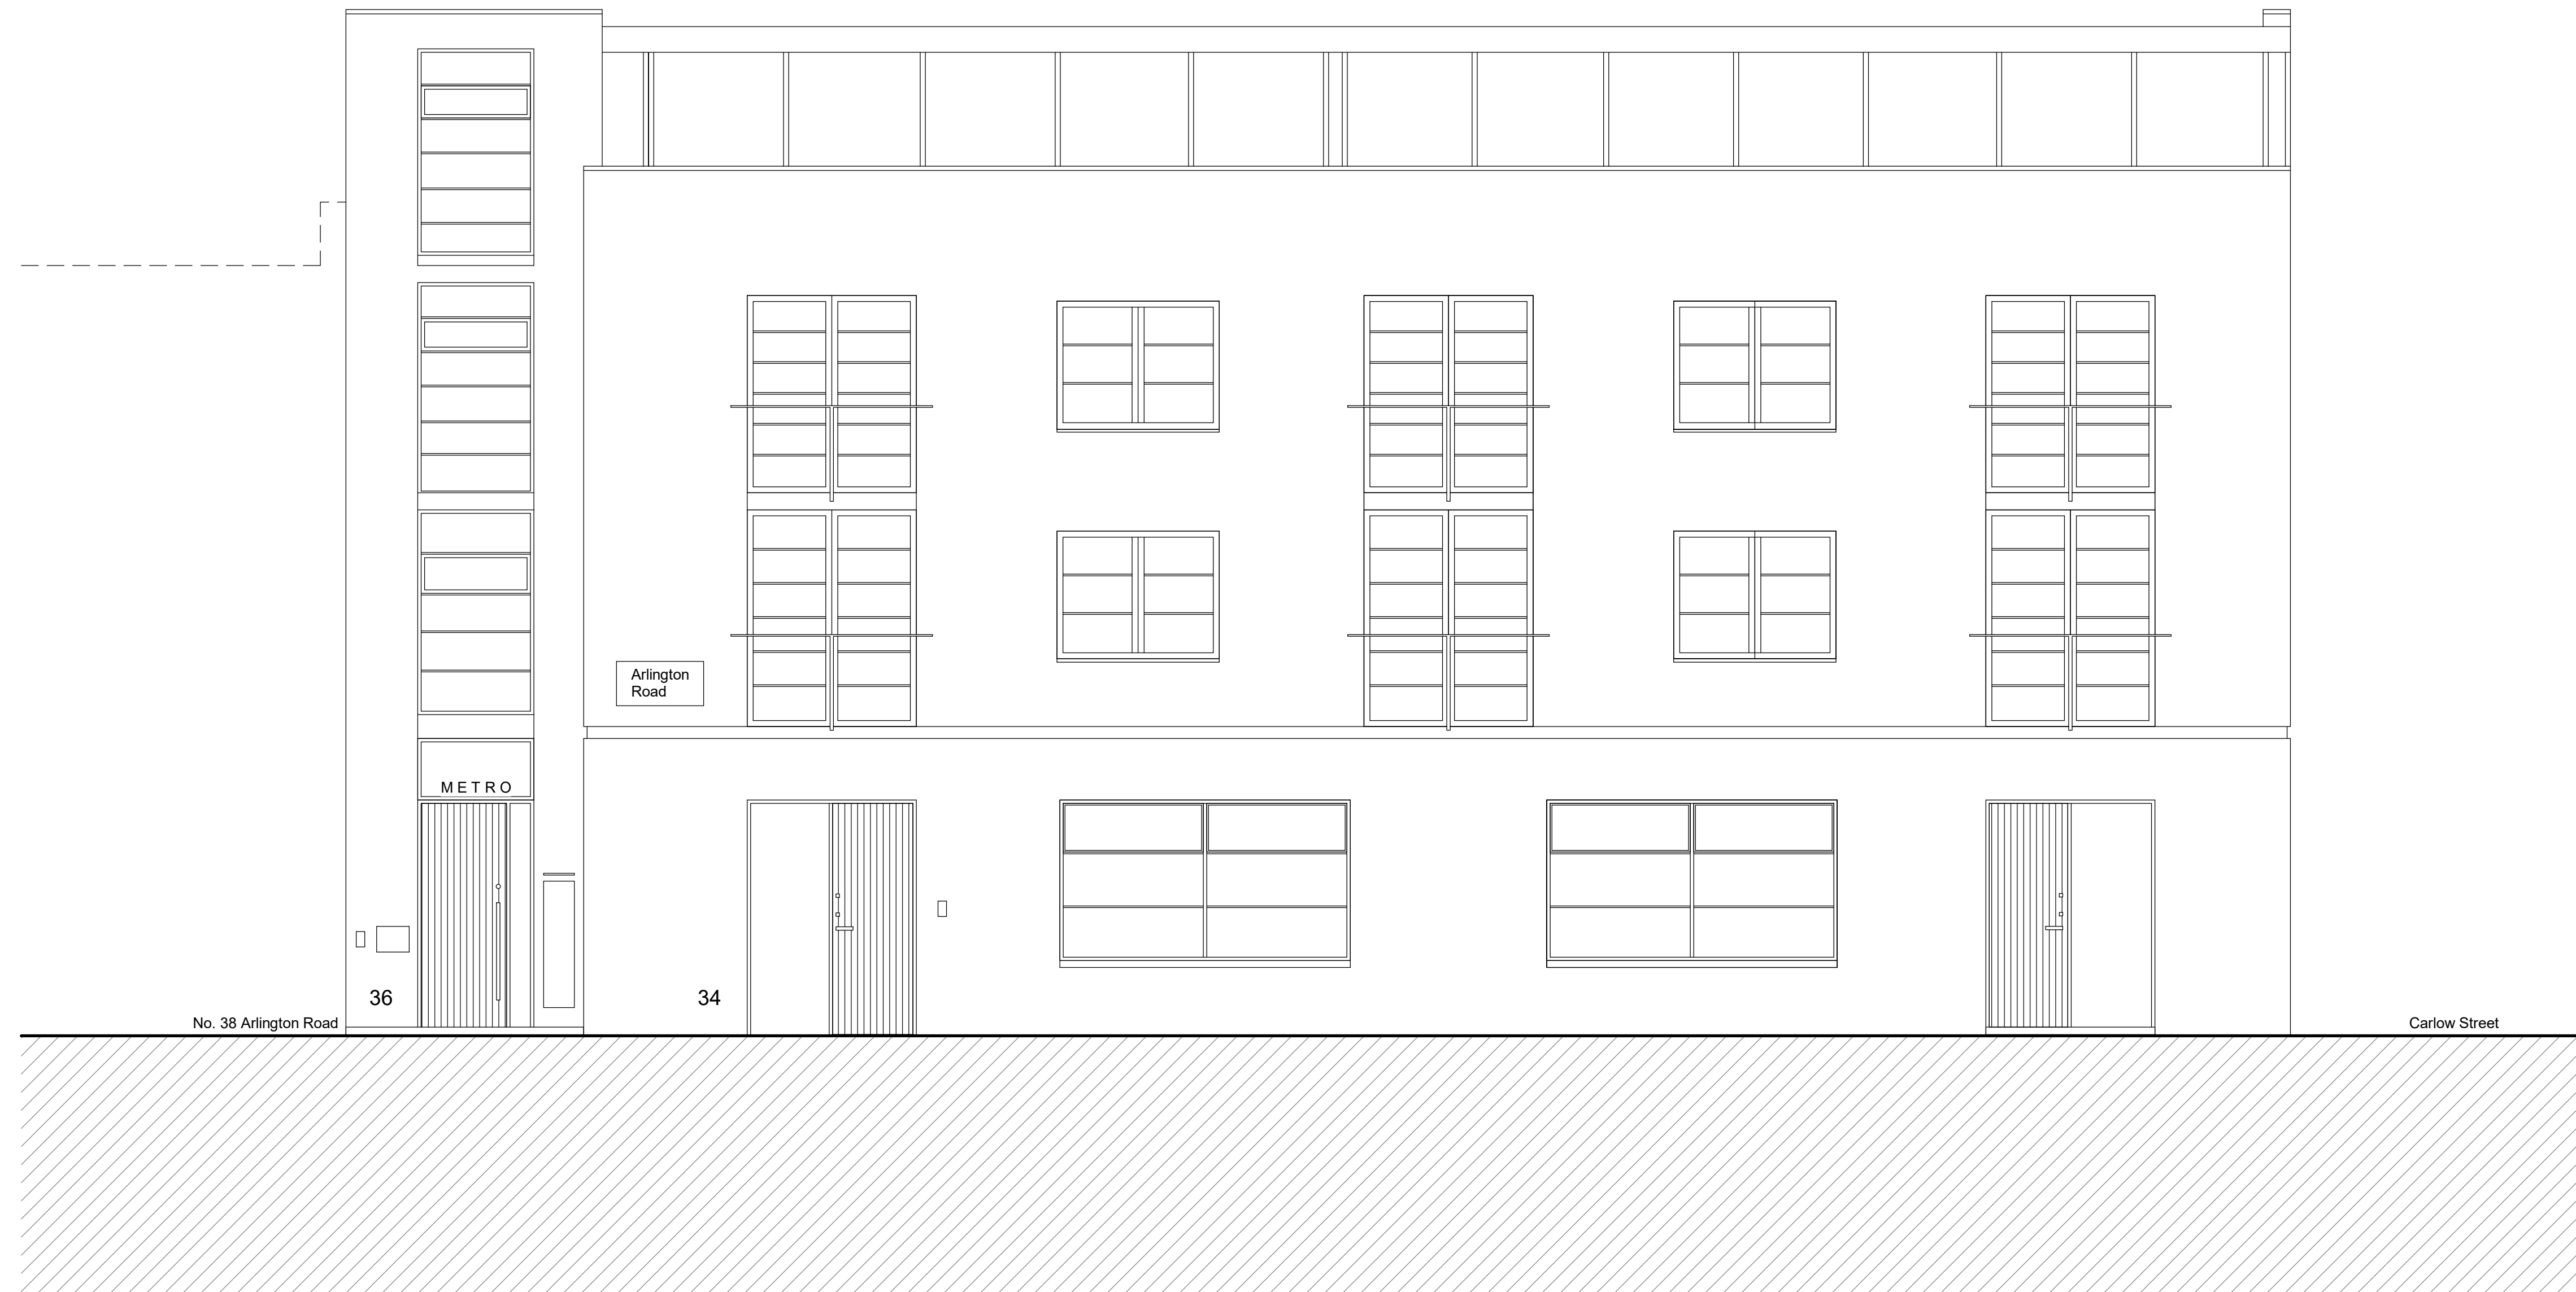 Arlington
Road
METRO
36
34
No. 38 Arlington Road
Carlow Street